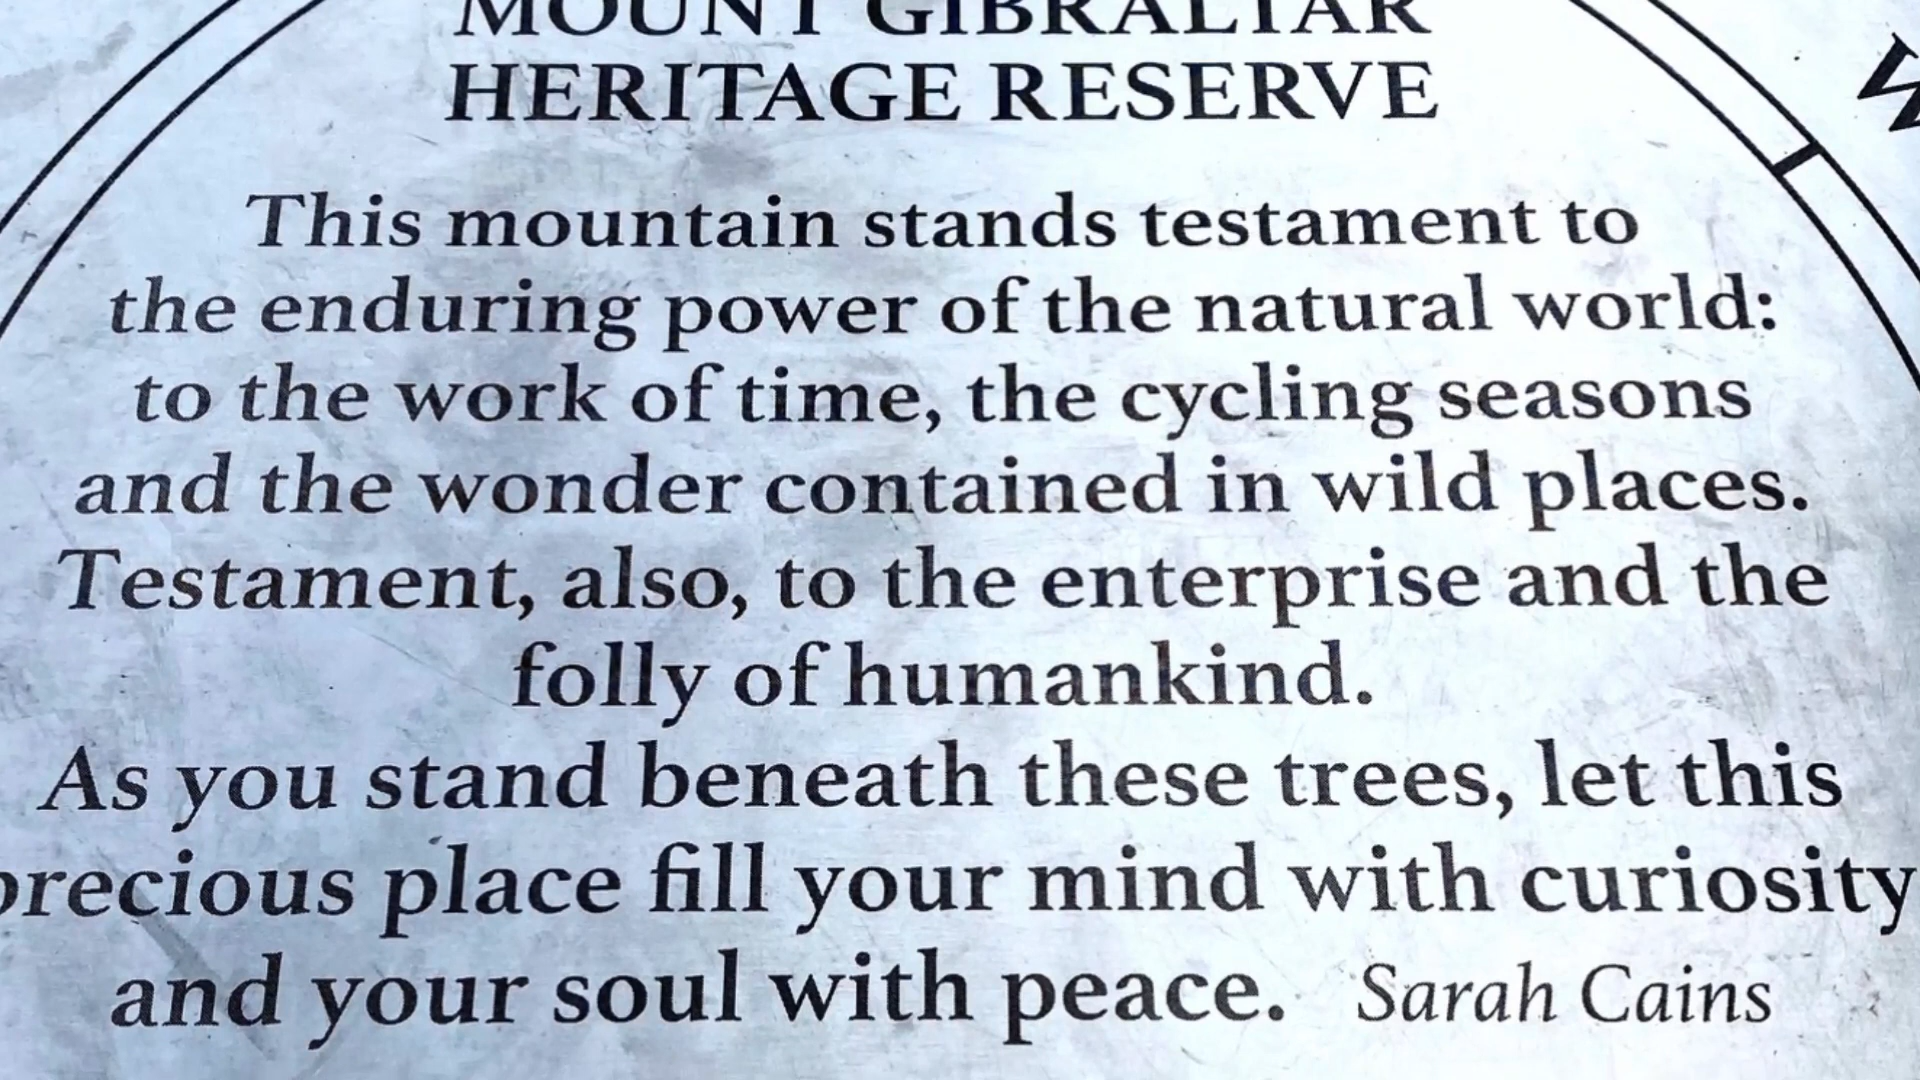 MOUNT GIBRALTAR
HERITAGE RESERVE
This mountain stands testament to
the enduring power of the natural world:
to the work of time, the cycling seasons
and the wonder contained in wild places.
Testament, also, to the enterprise and the
folly of humankind.
As you stand beneath these trees, let this
precious place fill your mind with curiosity
and your soul with peace. Sarah Cains